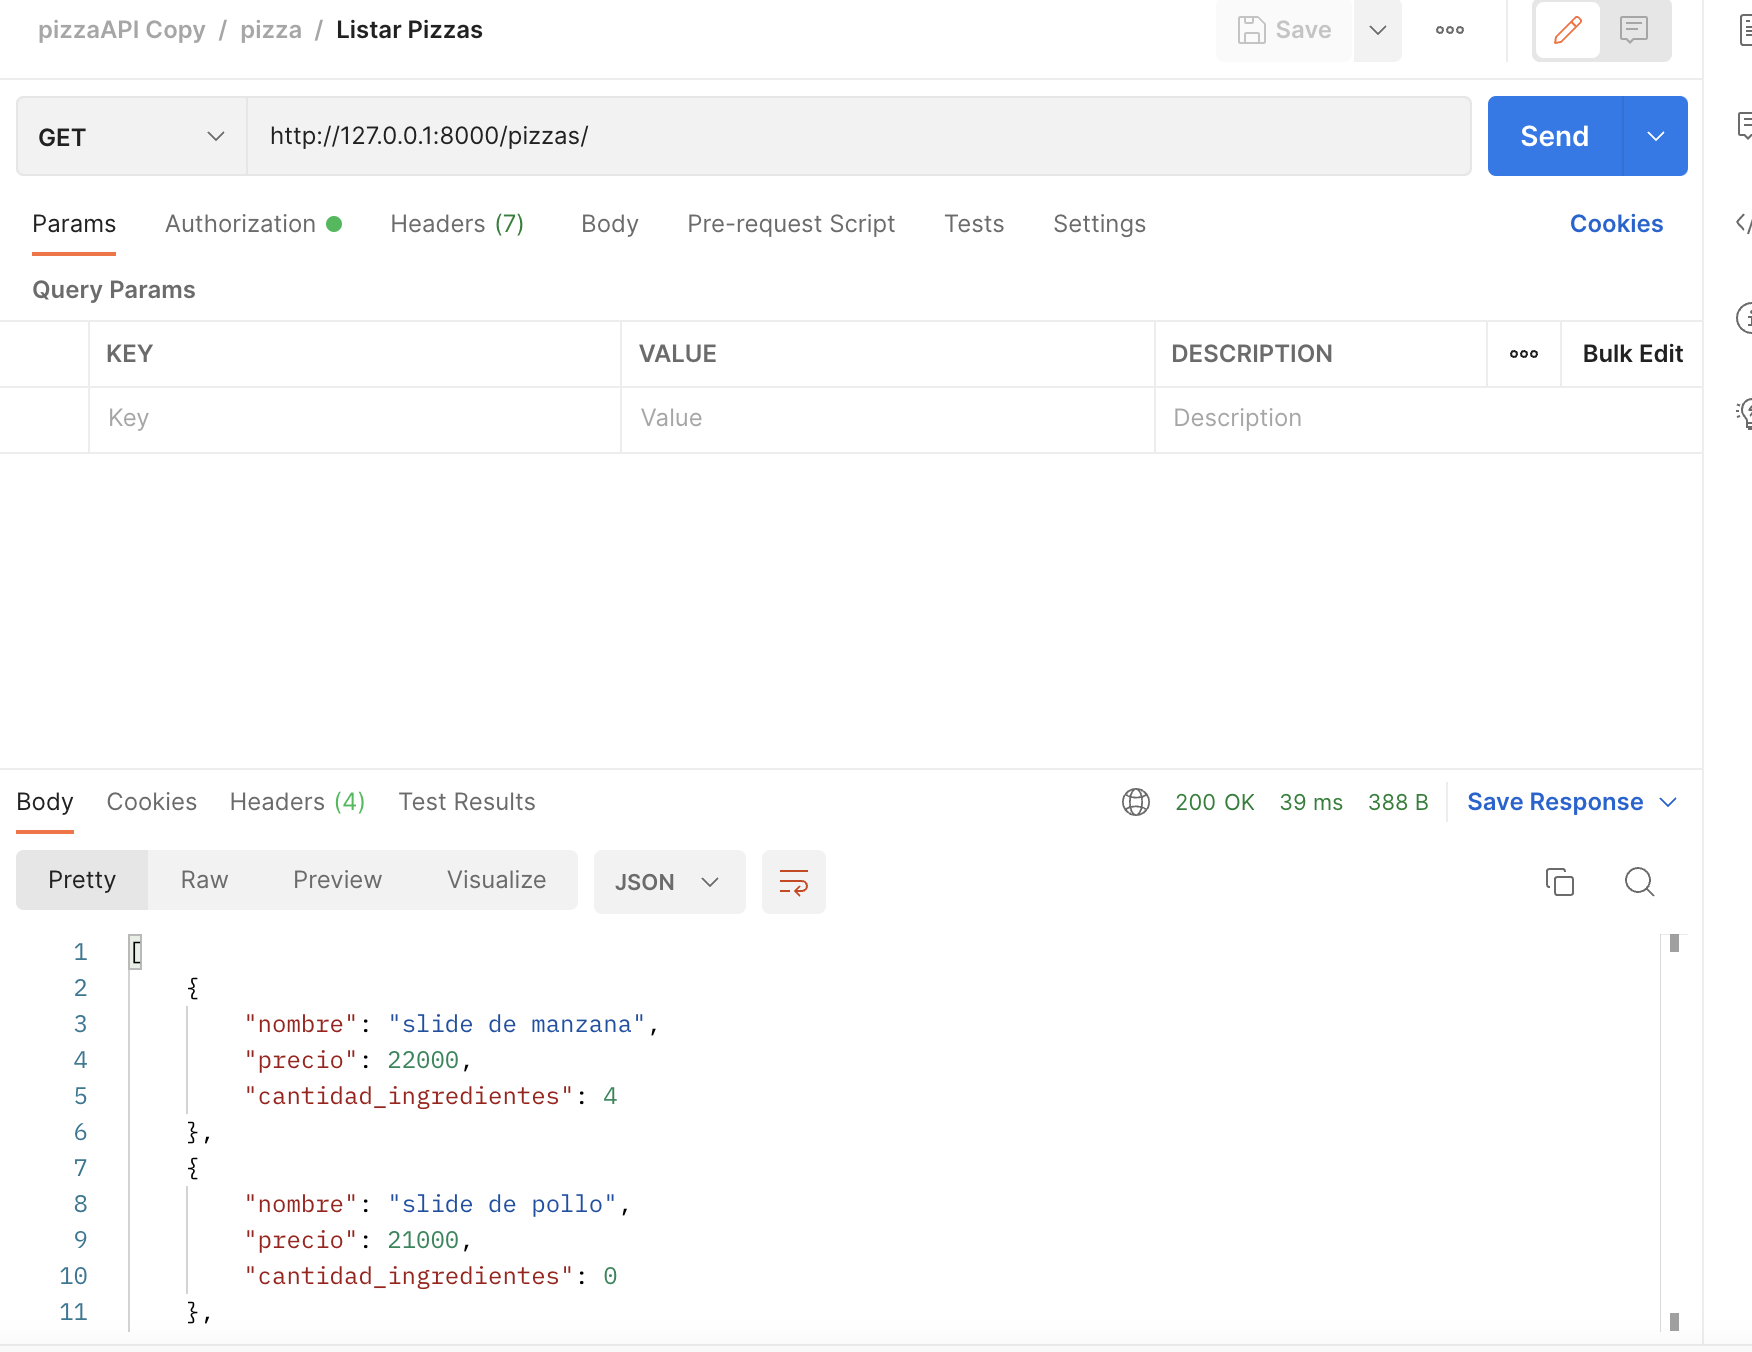 pizzaAPI Copy / pizza / Listar Pizzas
Save
GET
http://127.0.0.1:8000/pizzas/
Send
Params Authorization Headers (7) Body Pre-request Script Tests Settings Cookies
Query Params
KEY VALUE DESCRIPTION Bulk Edit
Key Value Description
Body Cookies Headers (4) Test Results 200 OK 39 ms 388 B Save Response
Pretty Raw Preview Visualize JSON
1 [
2 {
3 "nombre": "slide de manzana",
4 "precio": 22000,
5 "cantidad_ingredientes": 4
6 },
7 {
8 "nombre": "slide de pollo",
9 "precio": 21000,
10 "cantidad_ingredientes": 0
11 },